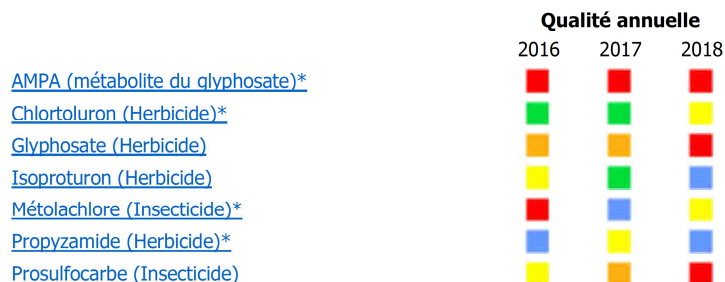 Qualité annuelle
2016 2017 2018
AMPA (métabolite du glyphosate)*
Chlortoluron (Herbicide)*
Glyphosate (Herbicide)
Isoproturon (Herbicide)
Métolachlore (Insecticide)*
Propyzamide (Herbicide)*
Prosulfocarbe (Insecticide)